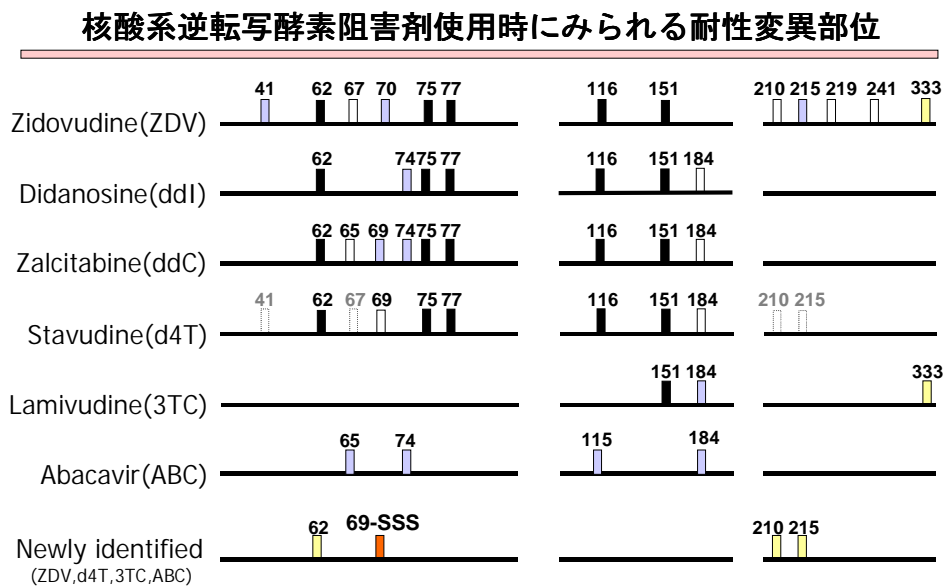 核酸系逆転写酵素阻害剤使用時にみられる耐性変異部位
41 62 67 70 75 77 116 151 210 215 219 241 333
Zidovudine(ZDV)
62 74 75 77 116 151 184
Didanosine(ddI)
62 65 69 74 75 77 116 151 184
Zalcitabine(ddC)
41 62 67 69 75 77 116 151 184 210 215
Stavudine(d4T)
151 184 333
Lamivudine(3TC)
65 74 115 184
Abacavir(ABC)
62 69-SSS 210 215
Newly identified
(ZDV,d4T,3TC,ABC)